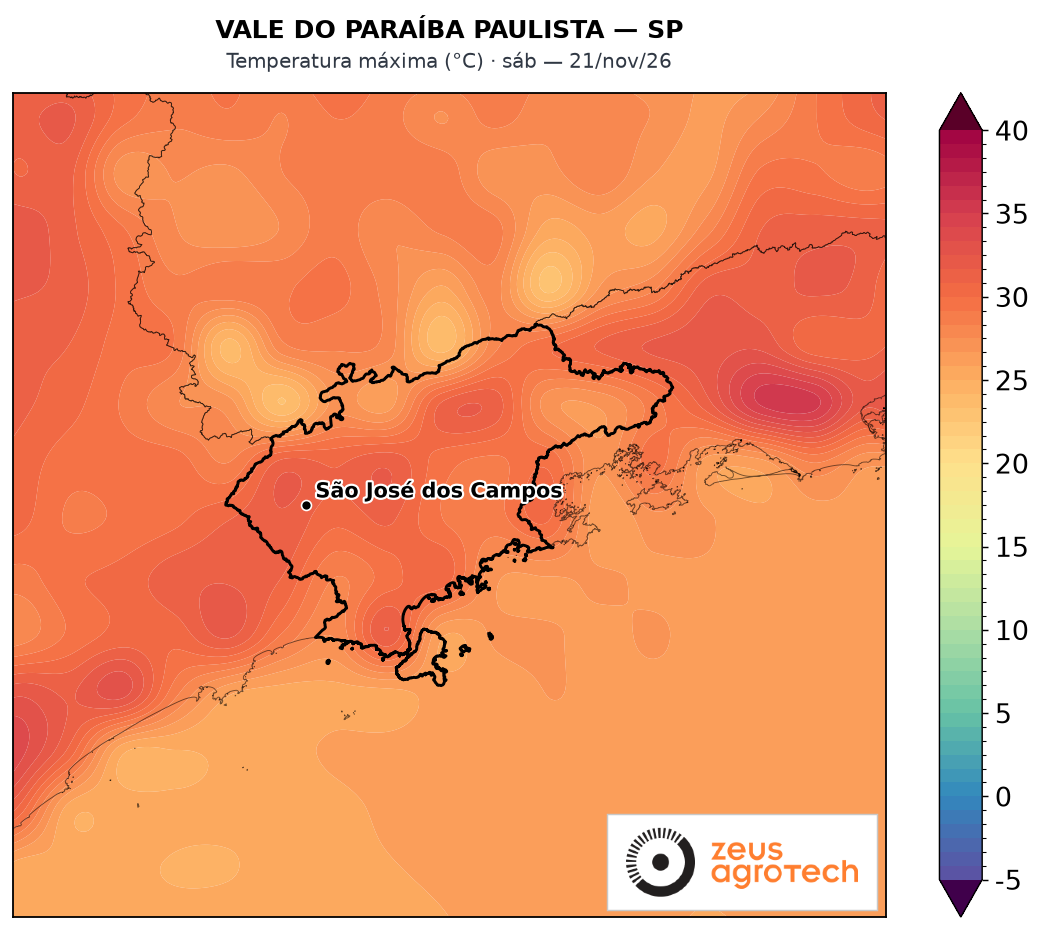 VALE DO PARAÍBA PAULISTA — SP
Temperatura máxima (°C) · sáb — 21/nov/26
40
35
30
25
20
15
10
5
0
-5
São José dos Campos
zeus
agrotech